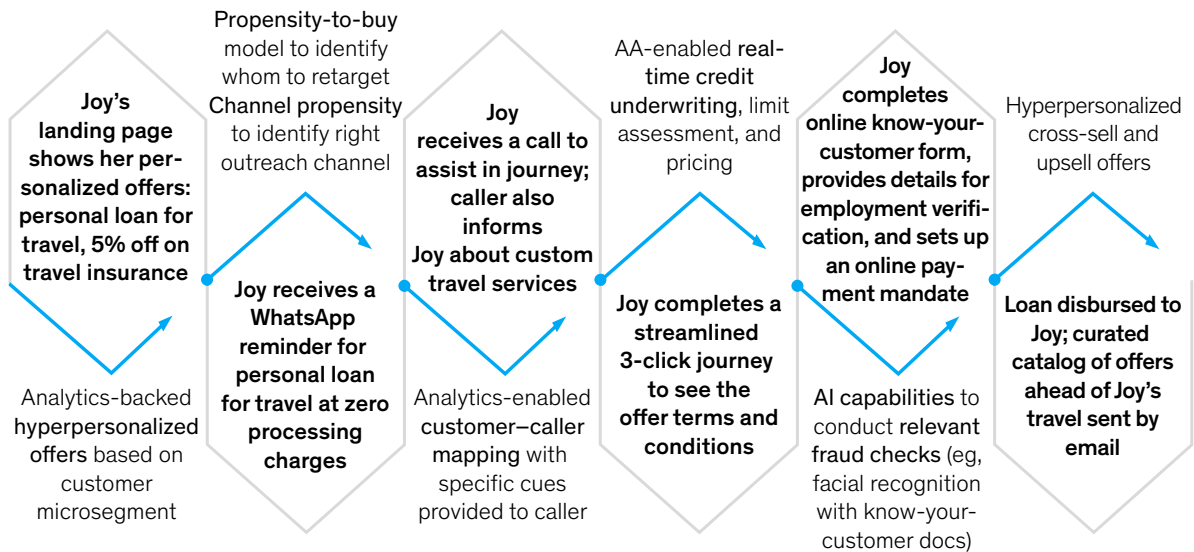 Joy's
landing page
shows her per-
sonalized offers:
personal loan for
travel, 5% off on
travel insurance
Analytics-backed
hyperpersonalized
offers based on
customer
microsegment
Propensity-to-buy
model to identify
whom to retarget
Channel propensity
to identify right
outreach channel
Joy receives a
WhatsApp
reminder for
personal loan
for travel at zero
processing
charges
Joy
receives a call to
assist in journey;
caller also
informs
Joy about custom
travel services
Analytics-enabled
customer–caller
mapping with
specific cues
provided to caller
AA-enabled real-
time credit
underwriting, limit
assessment, and
pricing
Joy completes a
streamlined
3-click journey
to see the
offer terms and
conditions
Joy
completes
online know-your-
customer form,
provides details for
employment verifi-
cation, and sets up
an online pay-
ment mandate
AI capabilities to
conduct relevant
fraud checks (eg,
facial recognition
with know-your-
customer docs)
Hyperpersonalized
cross-sell and
upsell offers
Loan disbursed to
Joy; curated
catalog of offers
ahead of Joy's
travel sent by
email